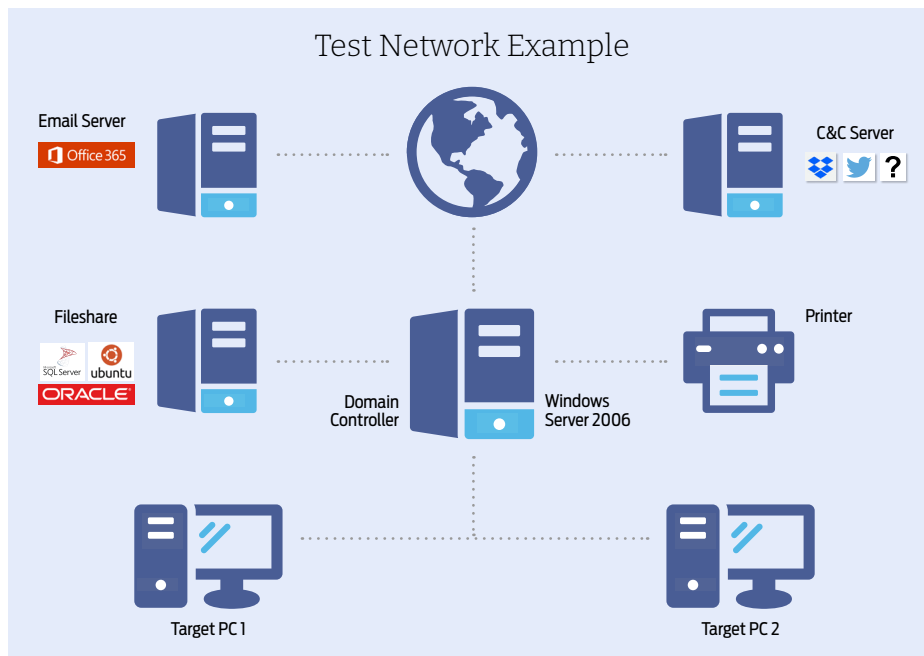 Test Network Example
Email Server
Office 365
C&C Server
?
Fileshare
Microsoft
SQL Server
ubuntu
ORACLE
Domain
Controller
Windows
Server 2006
Printer
Target PC 1
Target PC 2